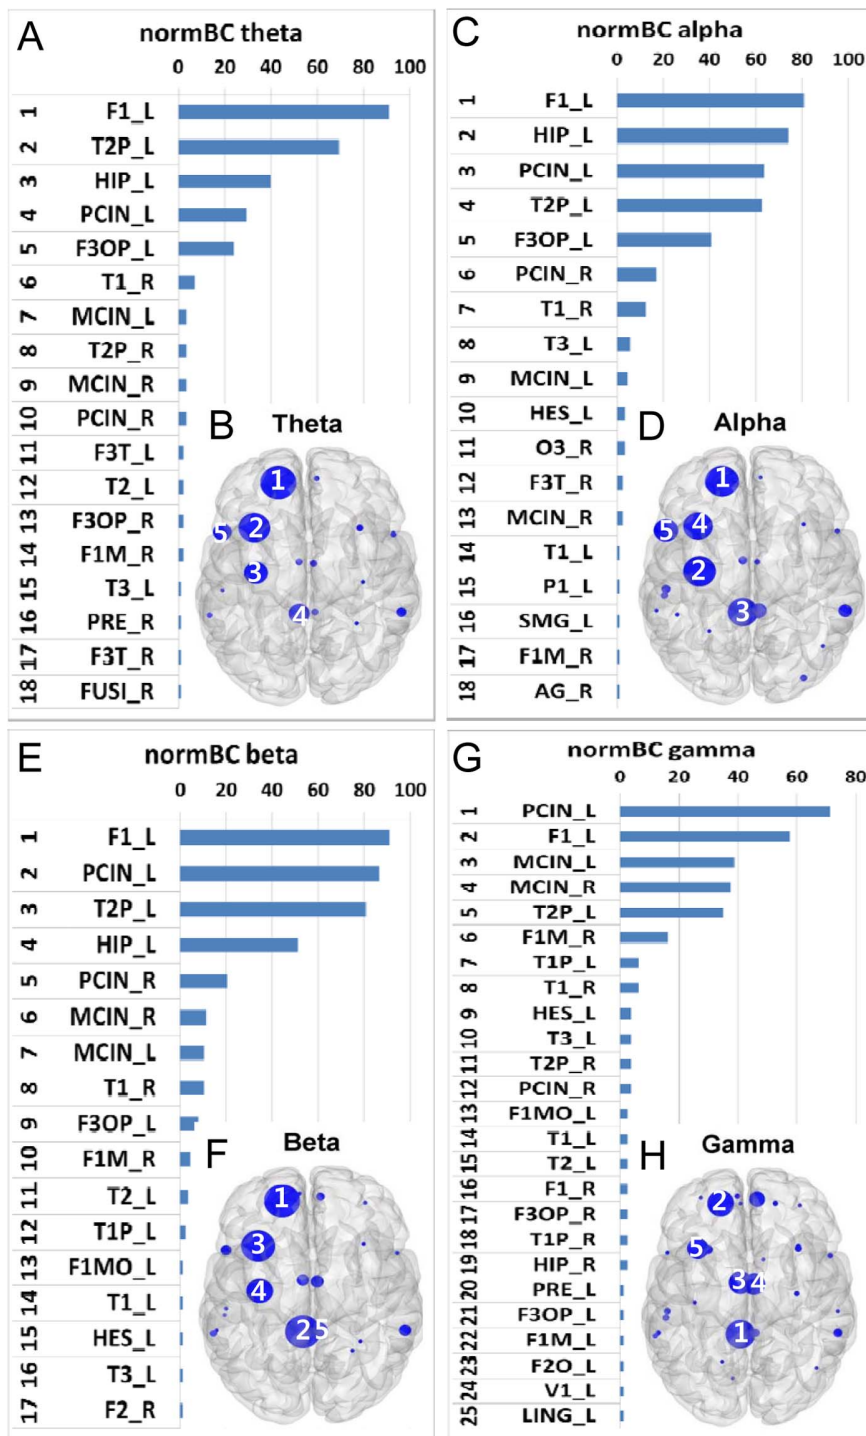 A
normBC theta
0 20 40 60 80 100
1 F1_L
2 T2P_L
3 HIP_L
4 PCIN_L
5 F3OP_L
6 T1_R
7 MCIN_L
8 T2P_R
9 MCIN_R
10 PCIN_R
11 F3T_L
12 T2_L
13 F3OP_R
14 F1M_R
15 T3_L
16 PRE_R
17 F3T_R
18 FUSI_R
B Theta
1
5 2
3
4
C
normBC alpha
0 20 40 60 80 100
1 F1_L
2 HIP_L
3 PCIN_L
4 T2P_L
5 F3OP_L
6 PCIN_R
7 T1_R
8 T3_L
9 MCIN_L
10 HES_L
11 O3_R
12 F3T_R
13 MCIN_R
14 T1_L
15 P1_L
16 SMG_L
17 F1M_R
18 AG_R
D Alpha
1
5 4
2
3
E
normBC beta
0 20 40 60 80 100
1 F1_L
2 PCIN_L
3 T2P_L
4 HIP_L
5 PCIN_R
6 MCIN_R
7 MCIN_L
8 T1_R
9 F3OP_L
10 F1M_R
11 T2_L
12 T1P_L
13 F1MO_L
14 T1_L
15 HES_L
16 T3_L
17 F2_R
F Beta
1
3
4
2 5
G
normBC gamma
0 20 40 60 80
1 PCIN_L
2 F1_L
3 MCIN_L
4 MCIN_R
5 T2P_L
6 F1M_R
7 T1P_L
8 T1_R
9 HES_L
10 T3_L
11 T2P_R
12 PCIN_R
13 F1MO_L
14 T1_L
15 T2_L
16 F1_R
17 F3OP_R
18 T1P_R
19 HIP_R
20 PRE_L
21 F3OP_L
22 F1M_L
23 F2O_L
24 V1_L
25 LING_L
H Gamma
2
5
3 4
1